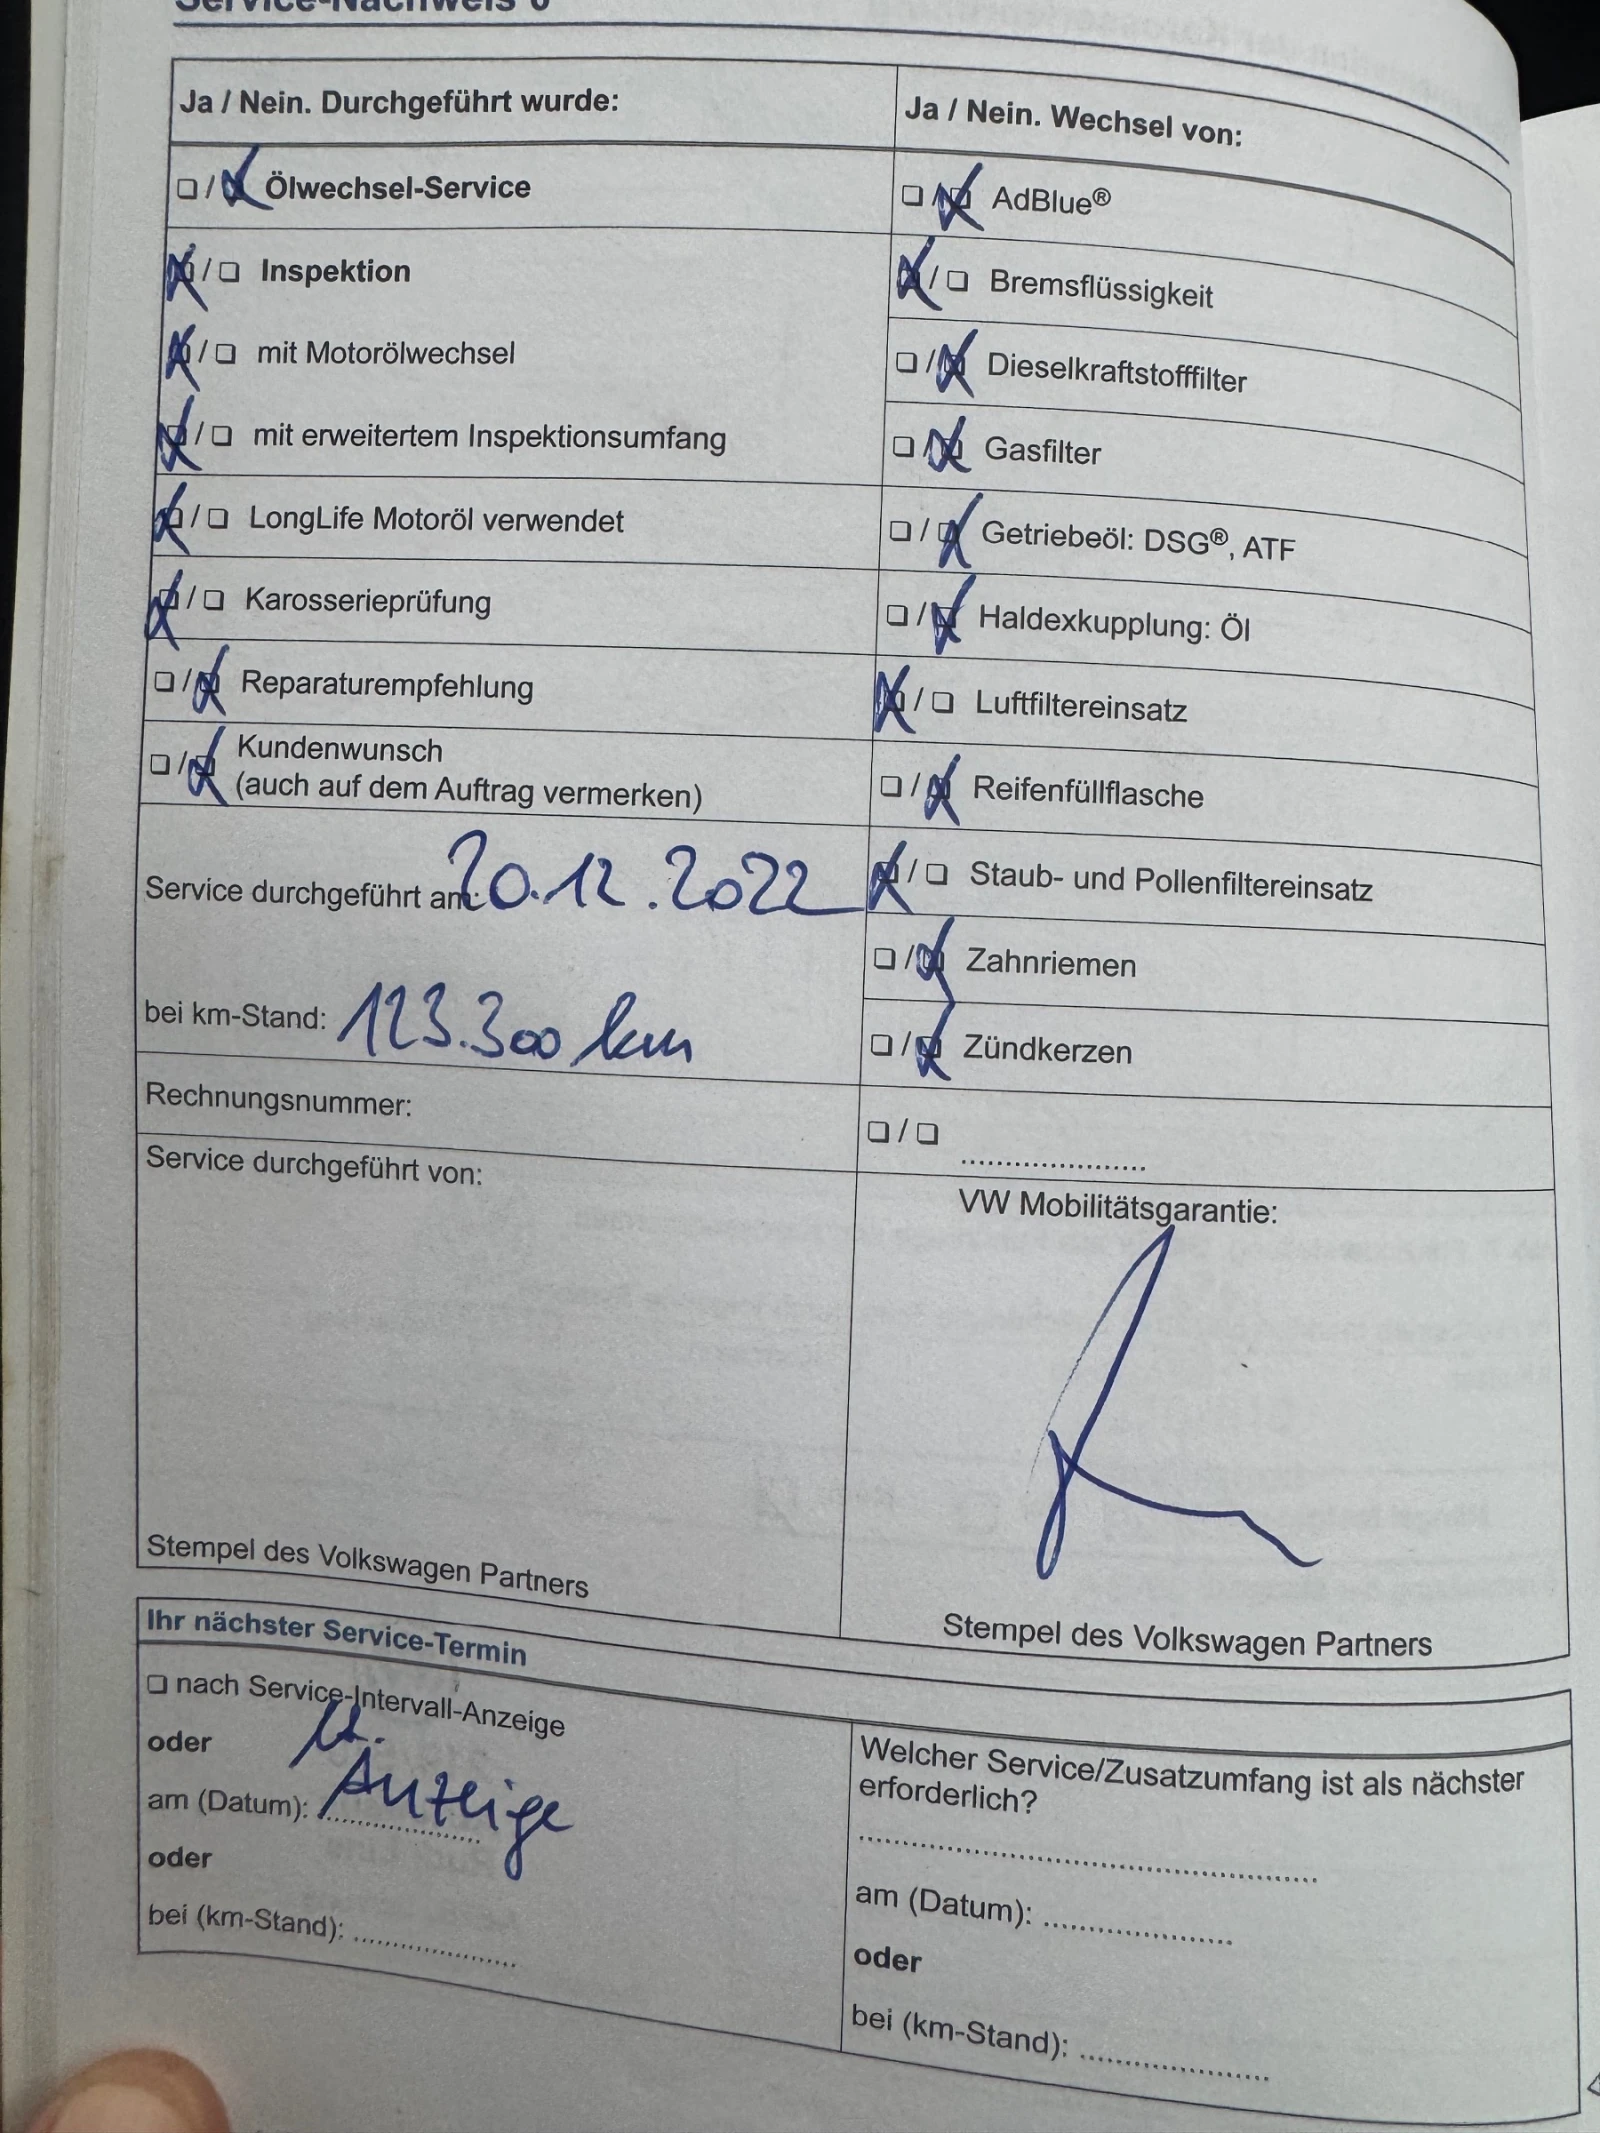 Service-Nachweis 6
Ja / Nein. Durchgeführt wurde:
☐ / ☒ Ölwechsel-Service
☒ / ☐ Inspektion
☒ / ☐ mit Motorölwechsel
☒ / ☐ mit erweitertem Inspektionsumfang
☒ / ☐ LongLife Motoröl verwendet
☒ / ☐ Karosserieprüfung
☐ / ☒ Reparaturempfehlung
☐ / ☒ Kundenwunsch
(auch auf dem Auftrag vermerken)
Service durchgeführt am: 20.12.2022
bei km-Stand: 123.300 km
Rechnungsnummer:
Service durchgeführt von:
Stempel des Volkswagen Partners
Ja / Nein. Wechsel von:
☐ / ☒ AdBlue®
☒ / ☐ Bremsflüssigkeit
☐ / ☒ Dieselkraftstofffilter
☐ / ☒ Gasfilter
☐ / ☒ Getriebeöl: DSG®, ATF
☐ / ☒ Haldexkupplung: Öl
☒ / ☐ Luftfiltereinsatz
☐ / ☒ Reifenfüllflasche
☒ / ☐ Staub- und Pollenfiltereinsatz
☐ / ☒ Zahnriemen
☐ / ☒ Zündkerzen
☐ / ☐ ......................
VW Mobilitätsgarantie:
Stempel des Volkswagen Partners
Ihr nächster Service-Termin
☐ nach Service-Intervall-Anzeige
oder
am (Datum): Anzeige
oder
bei (km-Stand): ......................
Welcher Service/Zusatzumfang ist als nächster
erforderlich?
............................................................
am (Datum): ........................
oder
bei (km-Stand): ........................